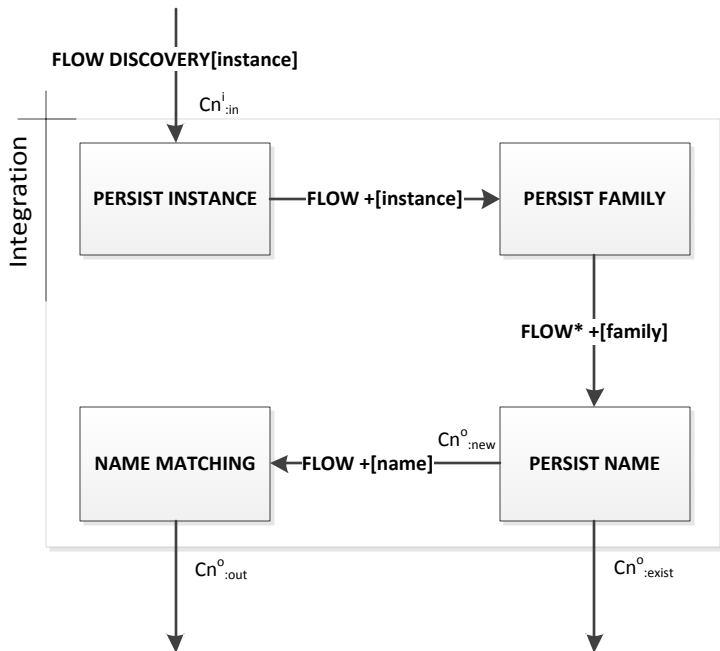 FLOW DISCOVERY[instance]
Cnⁱ:in
Integration
PERSIST INSTANCE
FLOW +[instance]
PERSIST FAMILY
FLOW* +[family]
NAME MATCHING
FLOW +[name]
Cnᵒ:new
PERSIST NAME
Cnᵒ:out
Cnᵒ:exist